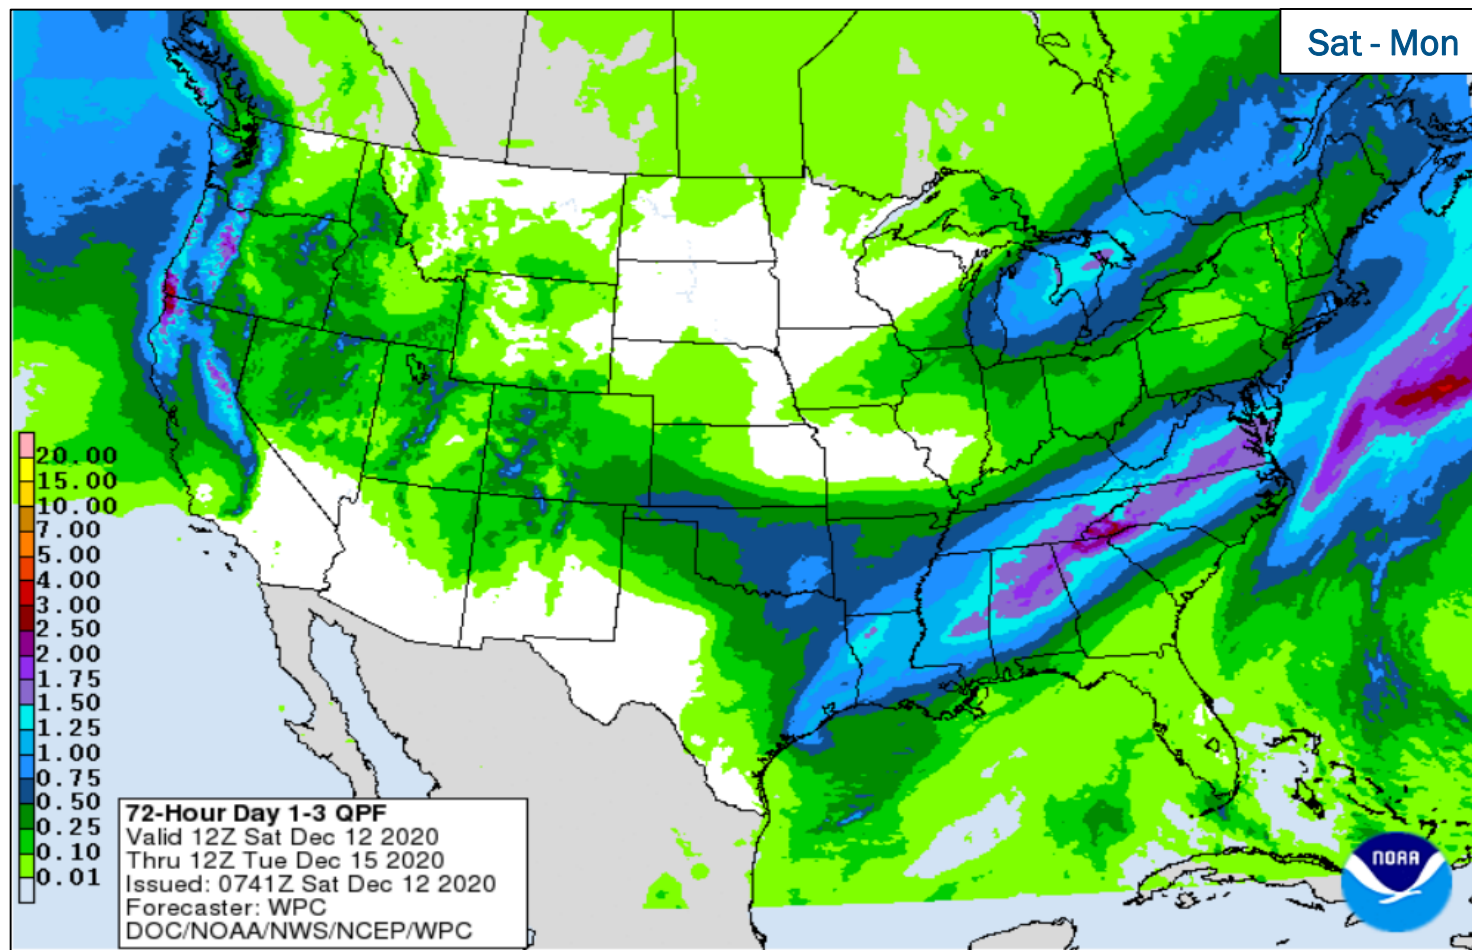 Sat - Mon
20.00
15.00
10.00
7.00
5.00
4.00
3.00
2.50
2.00
1.75
1.50
1.25
1.00
0.75
0.50
0.25
0.10
0.01
72-Hour Day 1-3 QPF
Valid 12Z Sat Dec 12 2020
Thru 12Z Tue Dec 15 2020
Issued: 0741Z Sat Dec 12 2020
Forecaster: WPC
DOC/NOAA/NWS/NCEP/WPC
NOAA